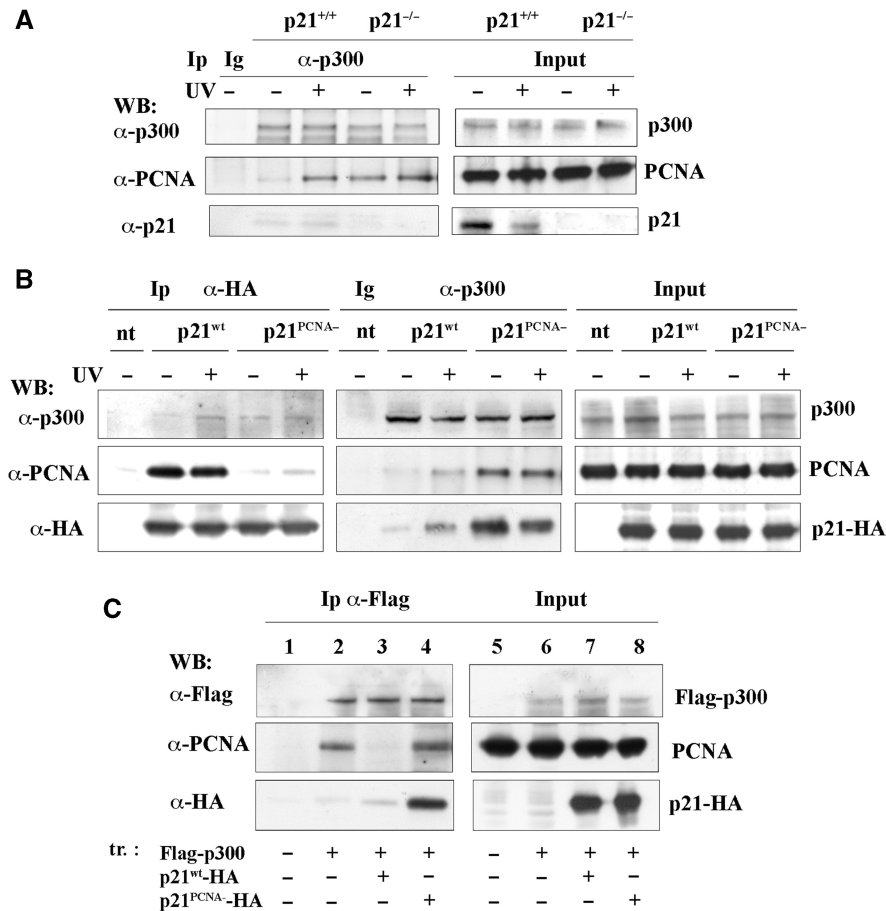 A
p21+/+ p21–/– p21+/+ p21–/–
Ip Ig α-p300 Input
UV – – + – + – + – +
WB:
α-p300 p300
α-PCNA PCNA
α-p21 p21
B
Ip α-HA Ig α-p300 Input
nt p21wt p21PCNA– nt p21wt p21PCNA– nt p21wt p21PCNA–
UV – – + – + – – + – + – – + – +
WB:
α-p300 p300
α-PCNA PCNA
α-HA p21-HA
C
Ip α-Flag Input
1 2 3 4 5 6 7 8
WB:
α-Flag Flag-p300
α-PCNA PCNA
α-HA p21-HA
tr. : Flag-p300 – + + + – + + +
p21wt-HA – – + – – – + –
p21PCNA--HA – – – + – – – +